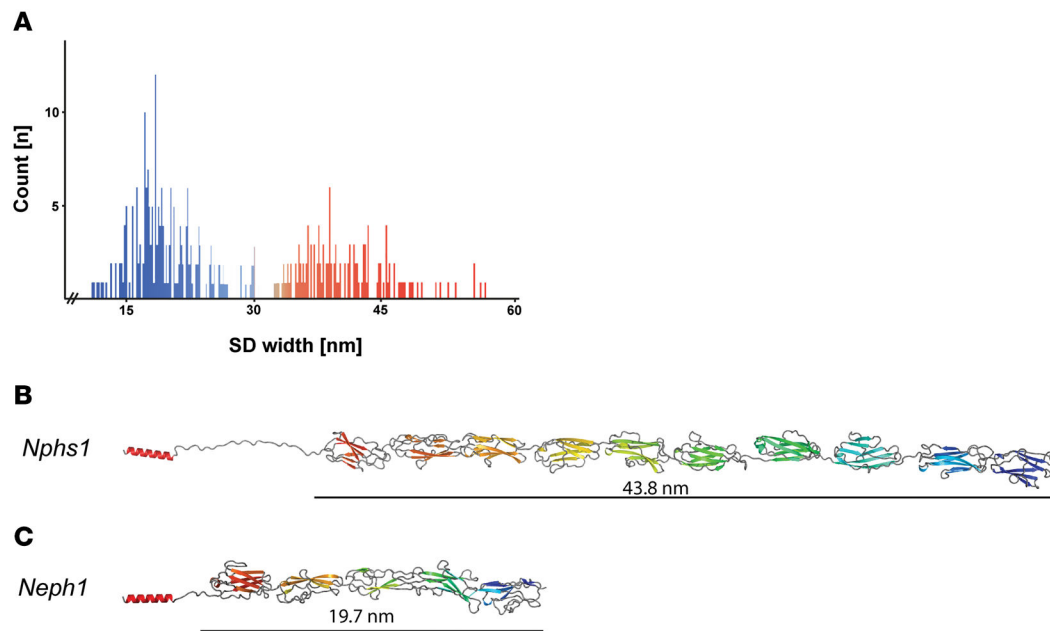 A
Count [n]
10
5
15
30
45
60
SD width [nm]
B
Nphs1
43.8 nm
C
Neph1
19.7 nm